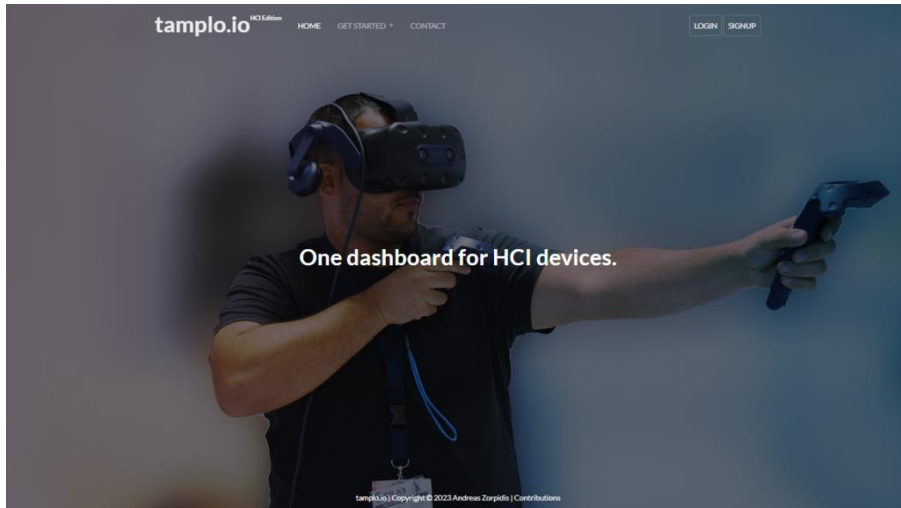 tamplo.io HCI Edition
HOME GET STARTED CONTACT
LOGIN SIGNUP
One dashboard for HCI devices.
tamplo.io | Copyright © 2023 Andreas Zorpidis | Contributions